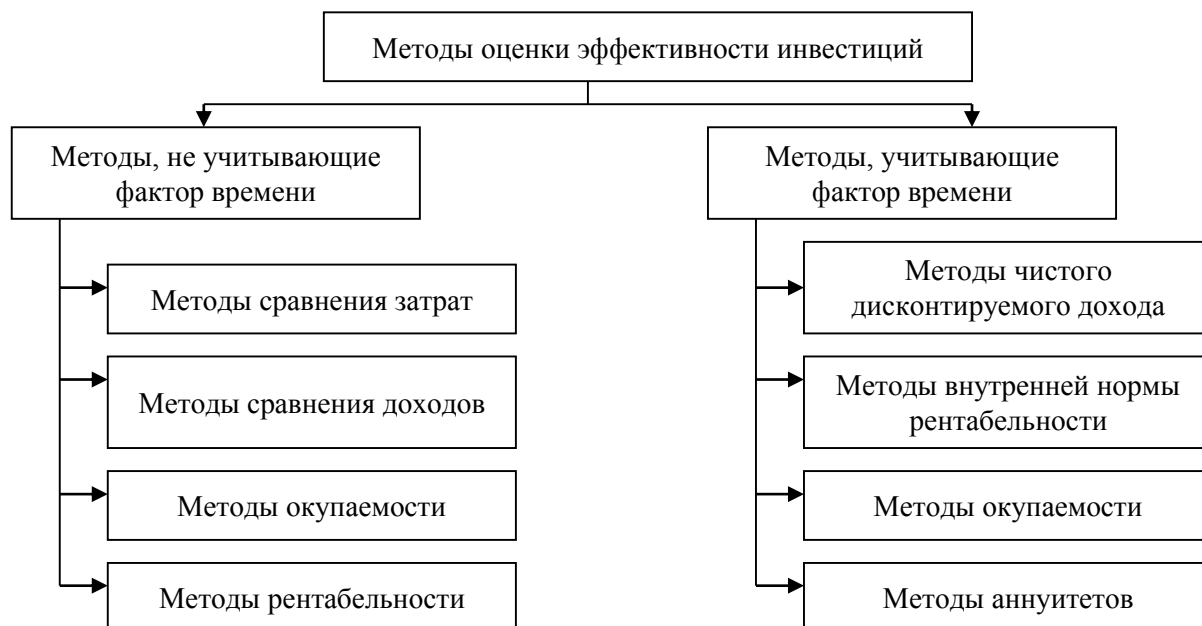 Методы оценки эффективности инвестиций
Методы, не учитывающие
фактор времени
Методы сравнения затрат
Методы сравнения доходов
Методы окупаемости
Методы рентабельности
Методы, учитывающие
фактор времени
Методы чистого
дисконтируемого дохода
Методы внутренней нормы
рентабельности
Методы окупаемости
Методы аннуитетов